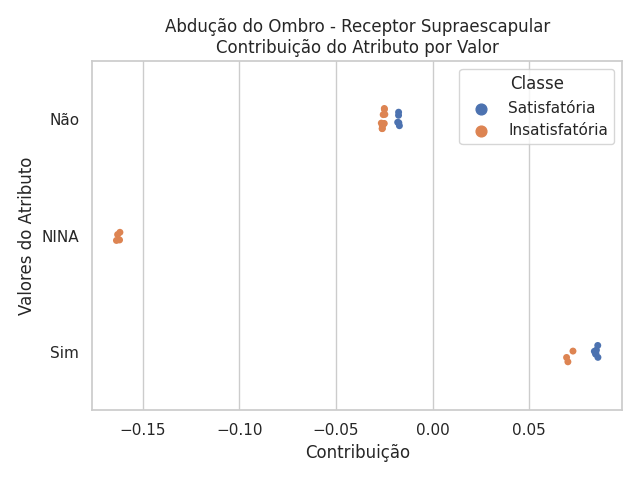 Abdução do Ombro - Receptor Supraescapular
Contribuição do Atributo por Valor
Classe
Satisfatória
Insatisfatória
Valores do Atributo
Não
NINA
Sim
−0.15
−0.10
−0.05
0.00
0.05
Contribuição